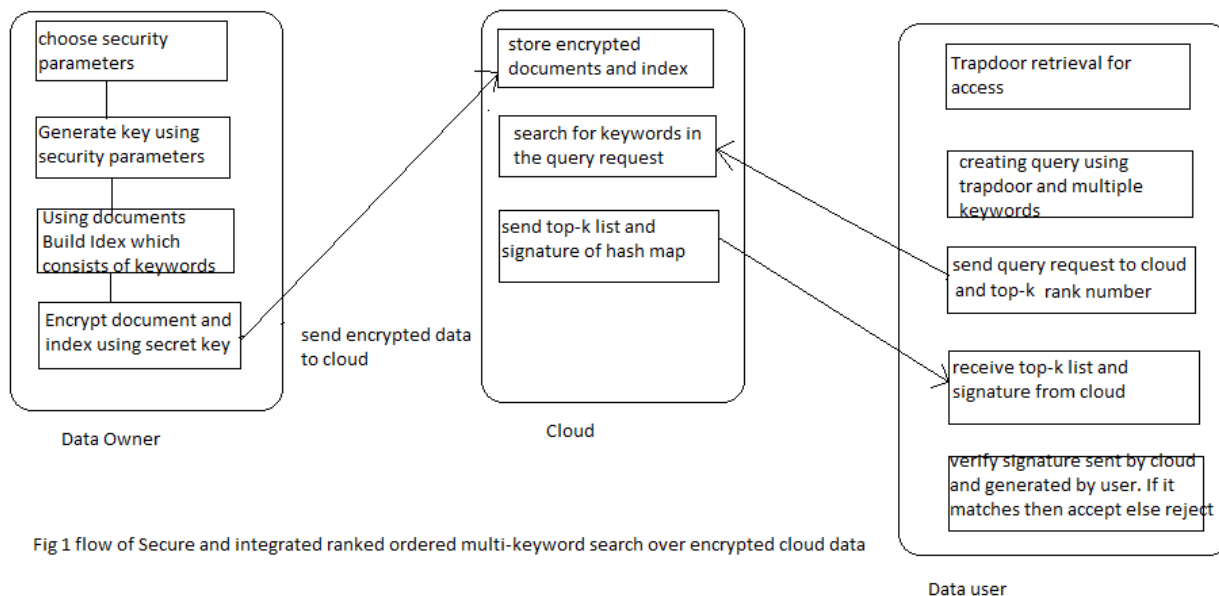 choose security
parameters
Generate key using
security parameters
Using documents
Build Idex which
consists of keywords
Encrypt document and
index using secret key
Data Owner
send encrypted data
to cloud
store encrypted
documents and index
search for keywords in
the query request
send top-k list and
signature of hash map
Cloud
Trapdoor retrieval for
access
creating query using
trapdoor and multiple
keywords
send query request to cloud
and top-k rank number
receive top-k list and
signature from cloud
verify signature sent by cloud
and generated by user. If it
matches then accept else reject
Data user
Fig 1 flow of Secure and integrated ranked ordered multi-keyword search over encrypted cloud data